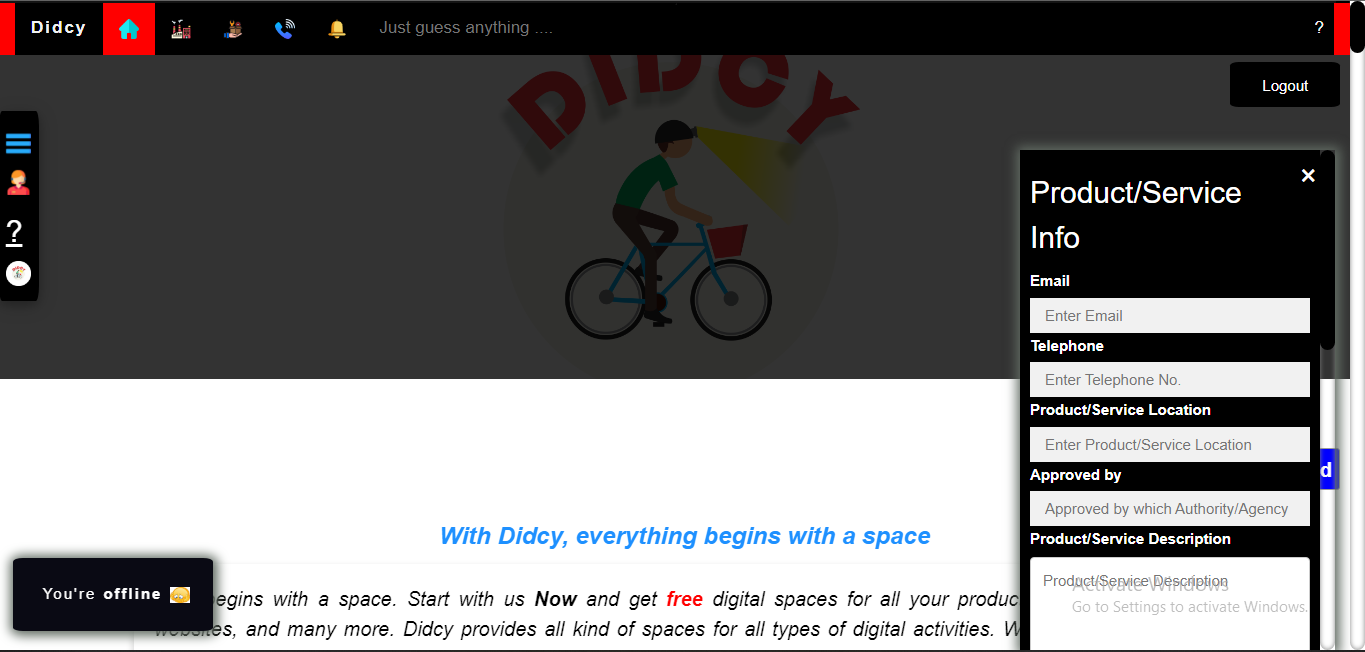 Didcy
Just guess anything ....
?
DIDCY
Logout
?
×
Product/Service
Info
Email
Enter Email
Telephone
Enter Telephone No.
Product/Service Location
Enter Product/Service Location
d
Approved by
Approved by which Authority/Agency
Product/Service Description
Product/Service Description
Activate Windows
Go to Settings to activate Windows.
With Didcy, everything begins with a space
You're offline
begins with a space. Start with us Now and get free digital spaces for all your produc
websites, and many more. Didcy provides all kind of spaces for all types of digital activities. W